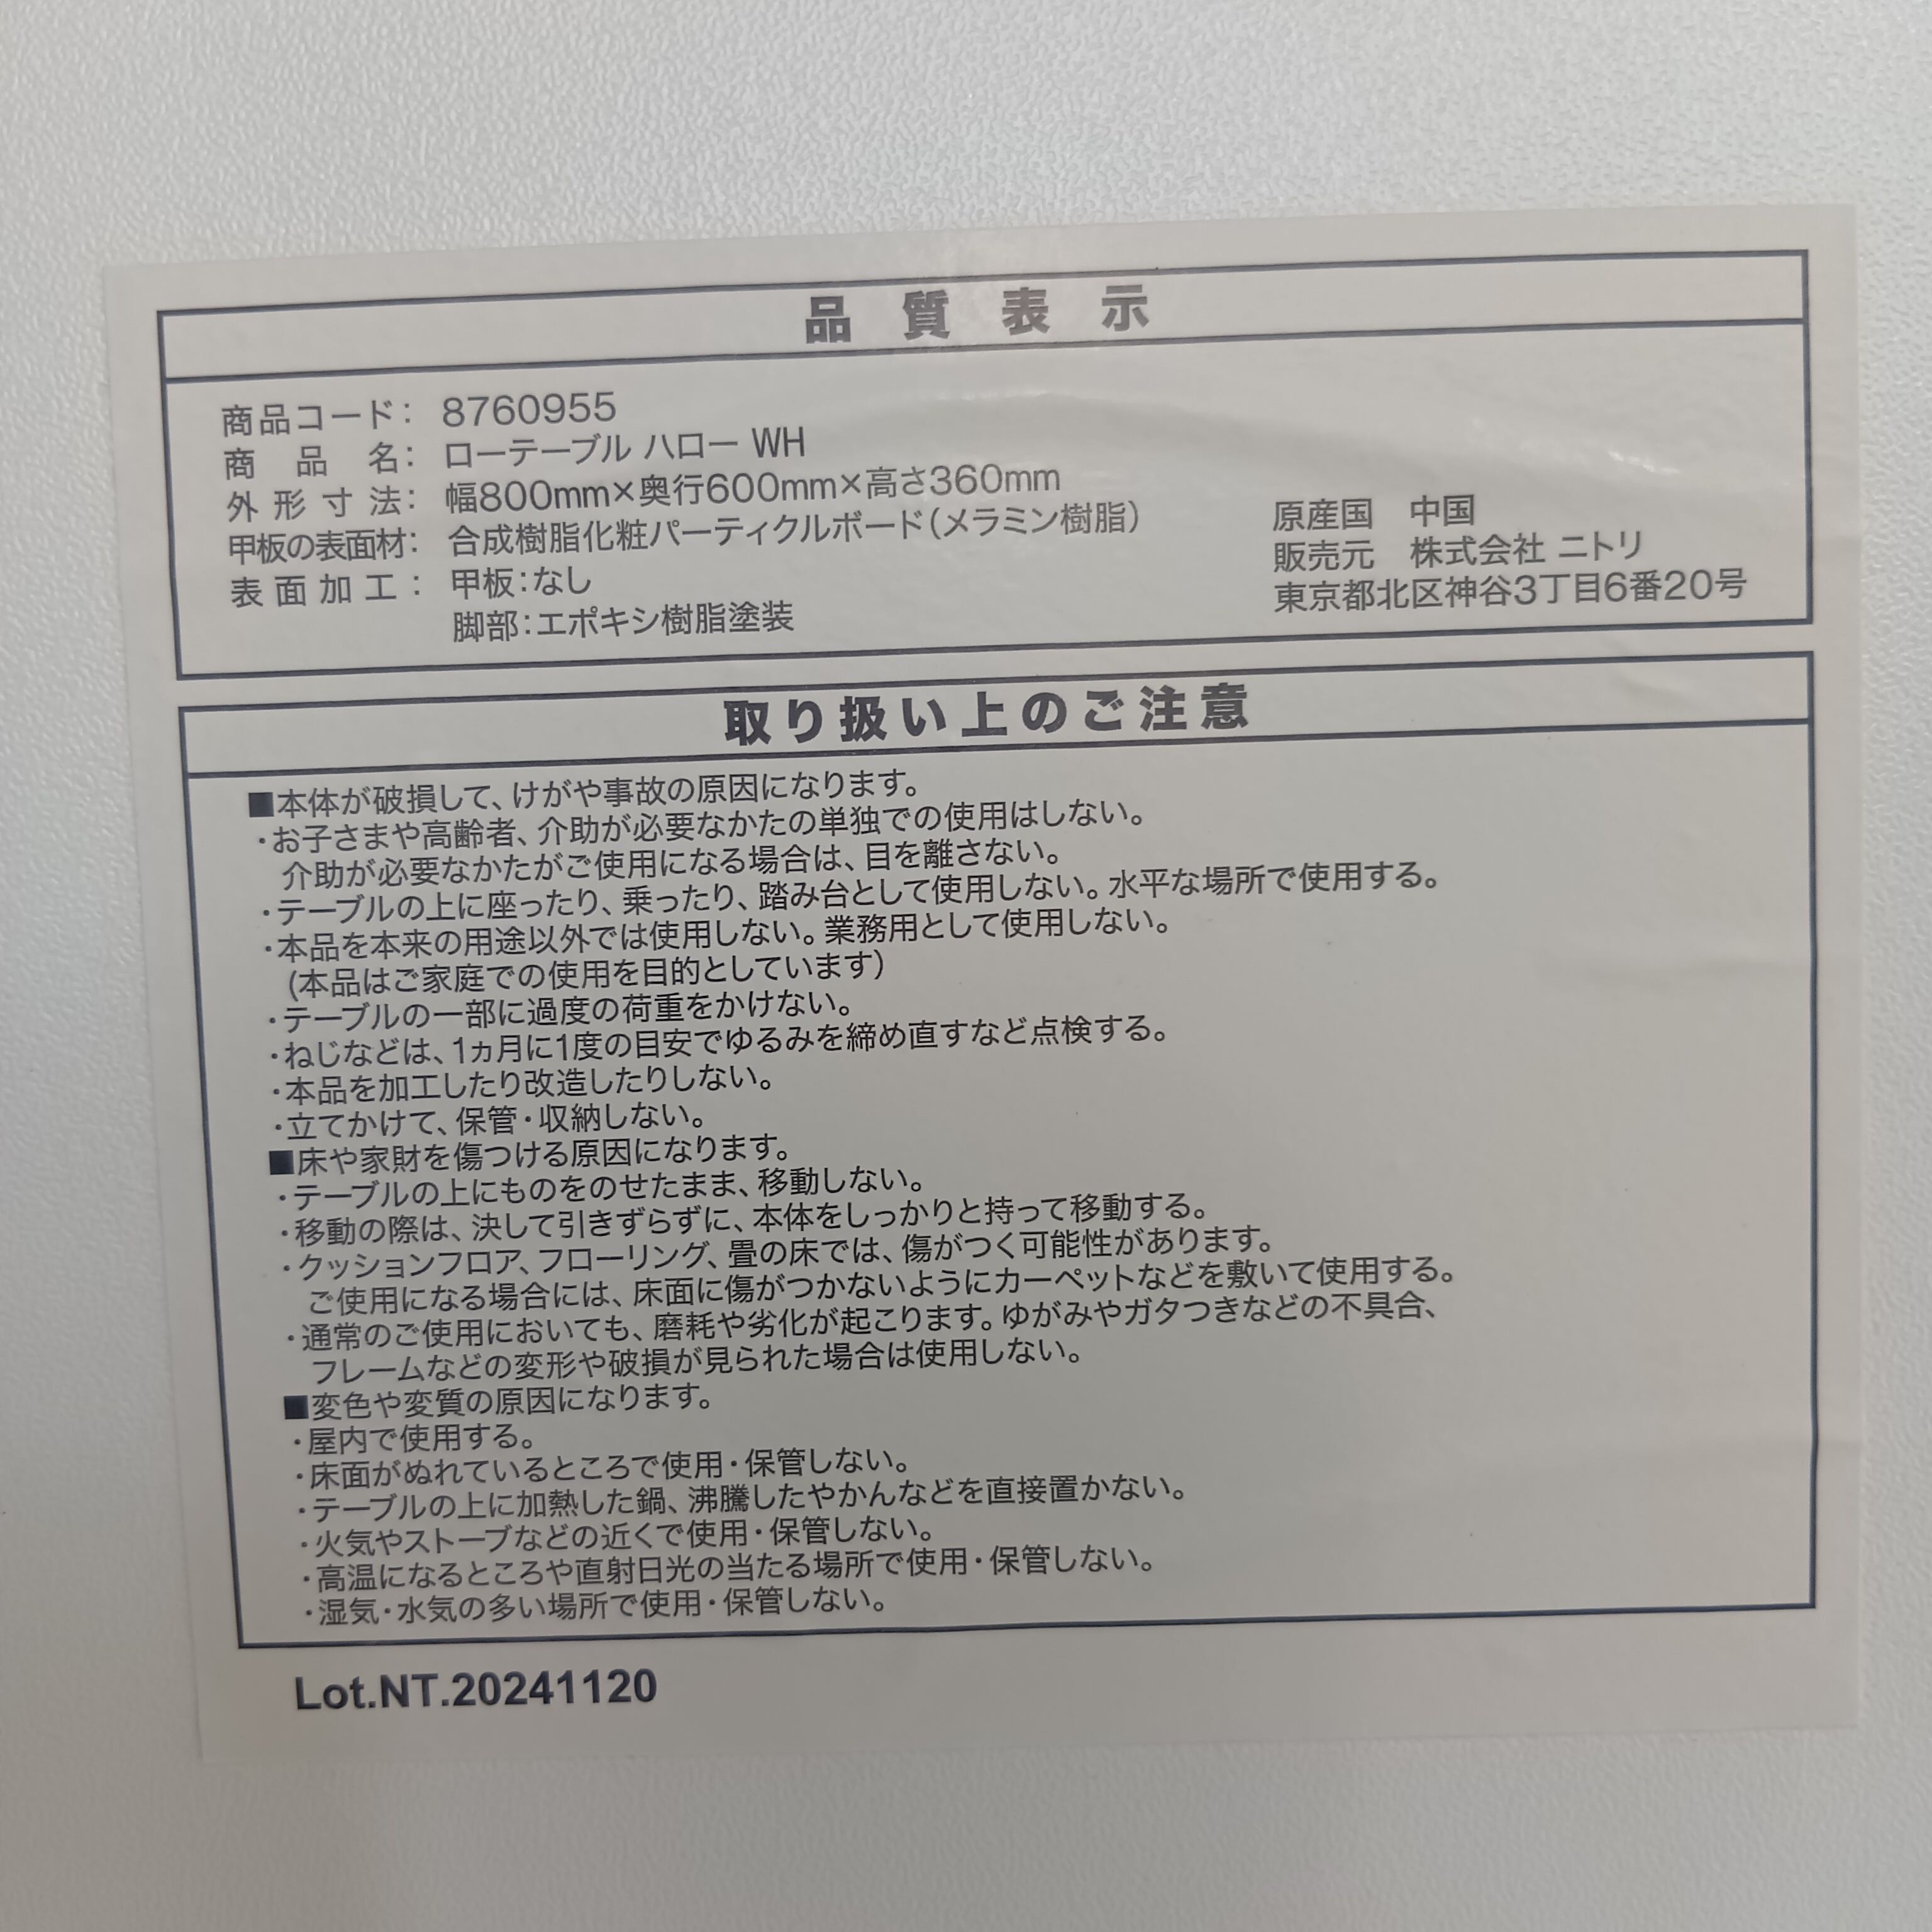 品質表示
商品コード： 8760955
商品名： ローテーブル ハロー WH
外形寸法： 幅800mm×奥行600mm×高さ360mm
甲板の表面材： 合成樹脂化粧パーティクルボード（メラミン樹脂）
表面加工： 甲板：なし
脚部：エポキシ樹脂塗装
原産国　中国
販売元　株式会社 ニトリ
東京都北区神谷3丁目6番20号
取り扱い上のご注意
■本体が破損して、けがや事故の原因になります。
・お子さまや高齢者、介助が必要なかたの単独での使用はしない。
介助が必要なかたがご使用になる場合は、目を離さない。
・テーブルの上に座ったり、乗ったり、踏み台として使用しない。水平な場所で使用する。
・本品を本来の用途以外では使用しない。業務用として使用しない。
(本品はご家庭での使用を目的としています)
・テーブルの一部に過度の荷重をかけない。
・ねじなどは、1ヵ月に1度の目安でゆるみを締め直すなど点検する。
・本品を加工したり改造したりしない。
・立てかけて、保管・収納しない。
■床や家財を傷つける原因になります。
・テーブルの上にものをのせたまま、移動しない。
・移動の際は、決して引きずらずに、本体をしっかりと持って移動する。
・クッションフロア、フローリング、畳の床では、傷がつく可能性があります。
ご使用になる場合には、床面に傷がつかないようにカーペットなどを敷いて使用する。
・通常のご使用においても、磨耗や劣化が起こります。ゆがみやガタつきなどの不具合、
フレームなどの変形や破損が見られた場合は使用しない。
■変色や変質の原因になります。
・屋内で使用する。
・床面がぬれているところで使用・保管しない。
・テーブルの上に加熱した鍋、沸騰したやかんなどを直接置かない。
・火気やストーブなどの近くで使用・保管しない。
・高温になるところや直射日光の当たる場所で使用・保管しない。
・湿気・水気の多い場所で使用・保管しない。
Lot.NT.20241120